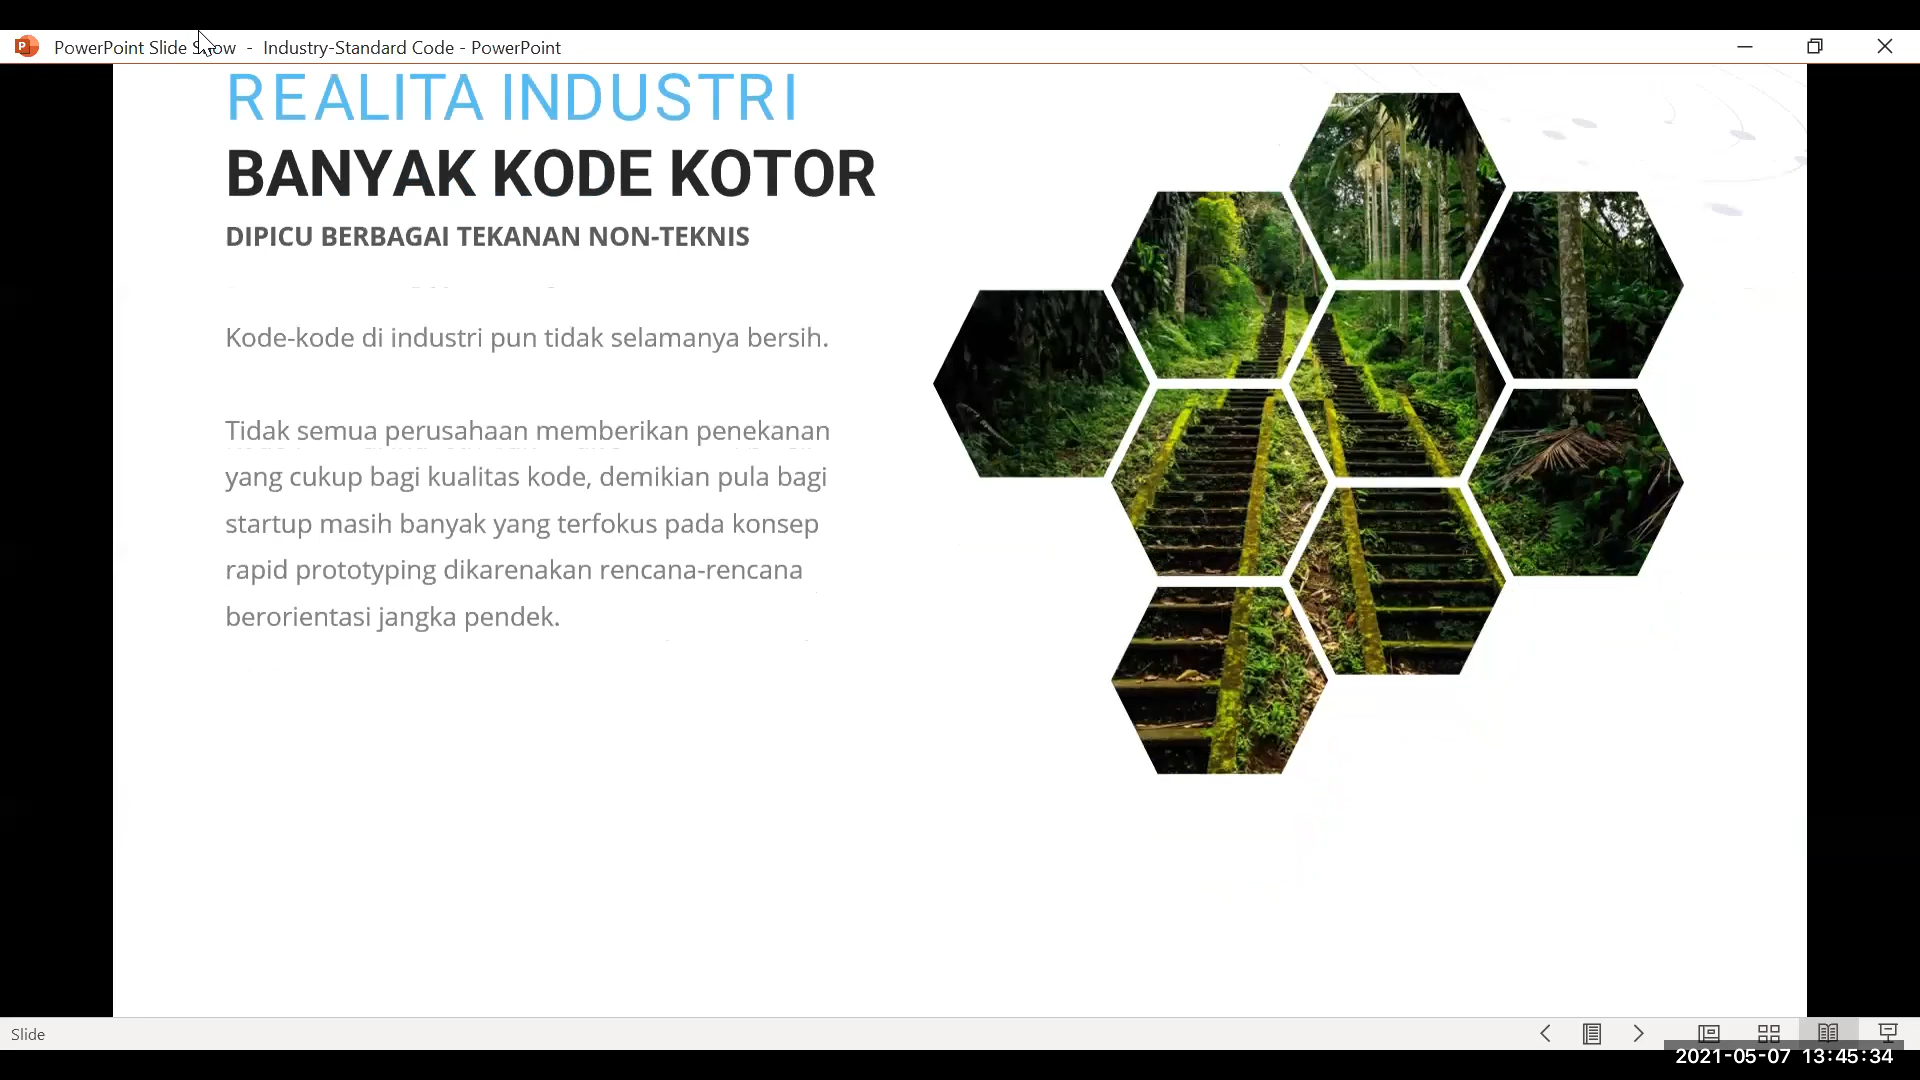 PowerPoint Slide Show - Industry-Standard Code - PowerPoint
REALITA INDUSTRI
BANYAK KODE KOTOR
DIPICU BERBAGAI TEKANAN NON-TEKNIS
Kode-kode di industri pun tidak selamanya bersih.
Tidak semua perusahaan memberikan penekanan
yang cukup bagi kualitas kode, demikian pula bagi
startup masih banyak yang terfokus pada konsep
rapid prototyping dikarenakan rencana-rencana
berorientasi jangka pendek.
Slide
2021-05-07 13:45:34